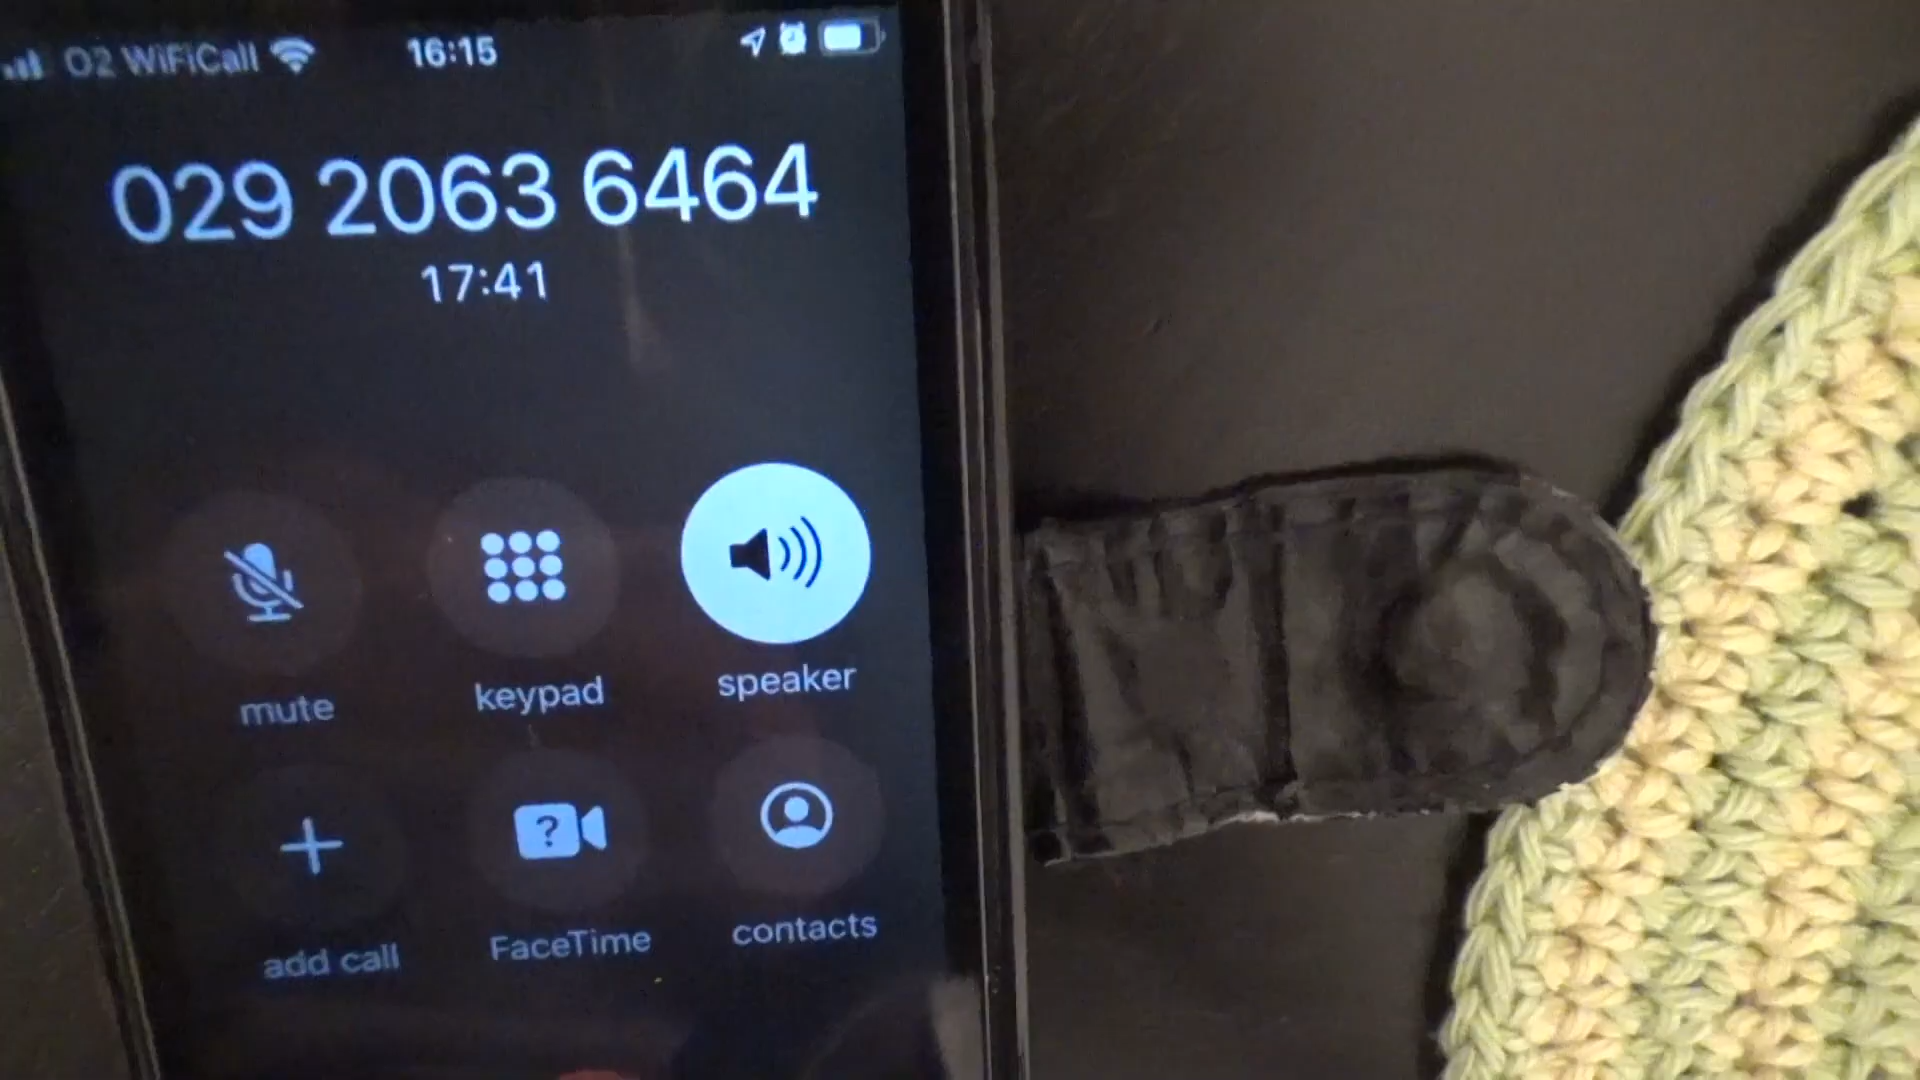 O2 WiFiCall 16:15
029 2063 6464
17:41
mute keypad speaker
?
add call FaceTime contacts